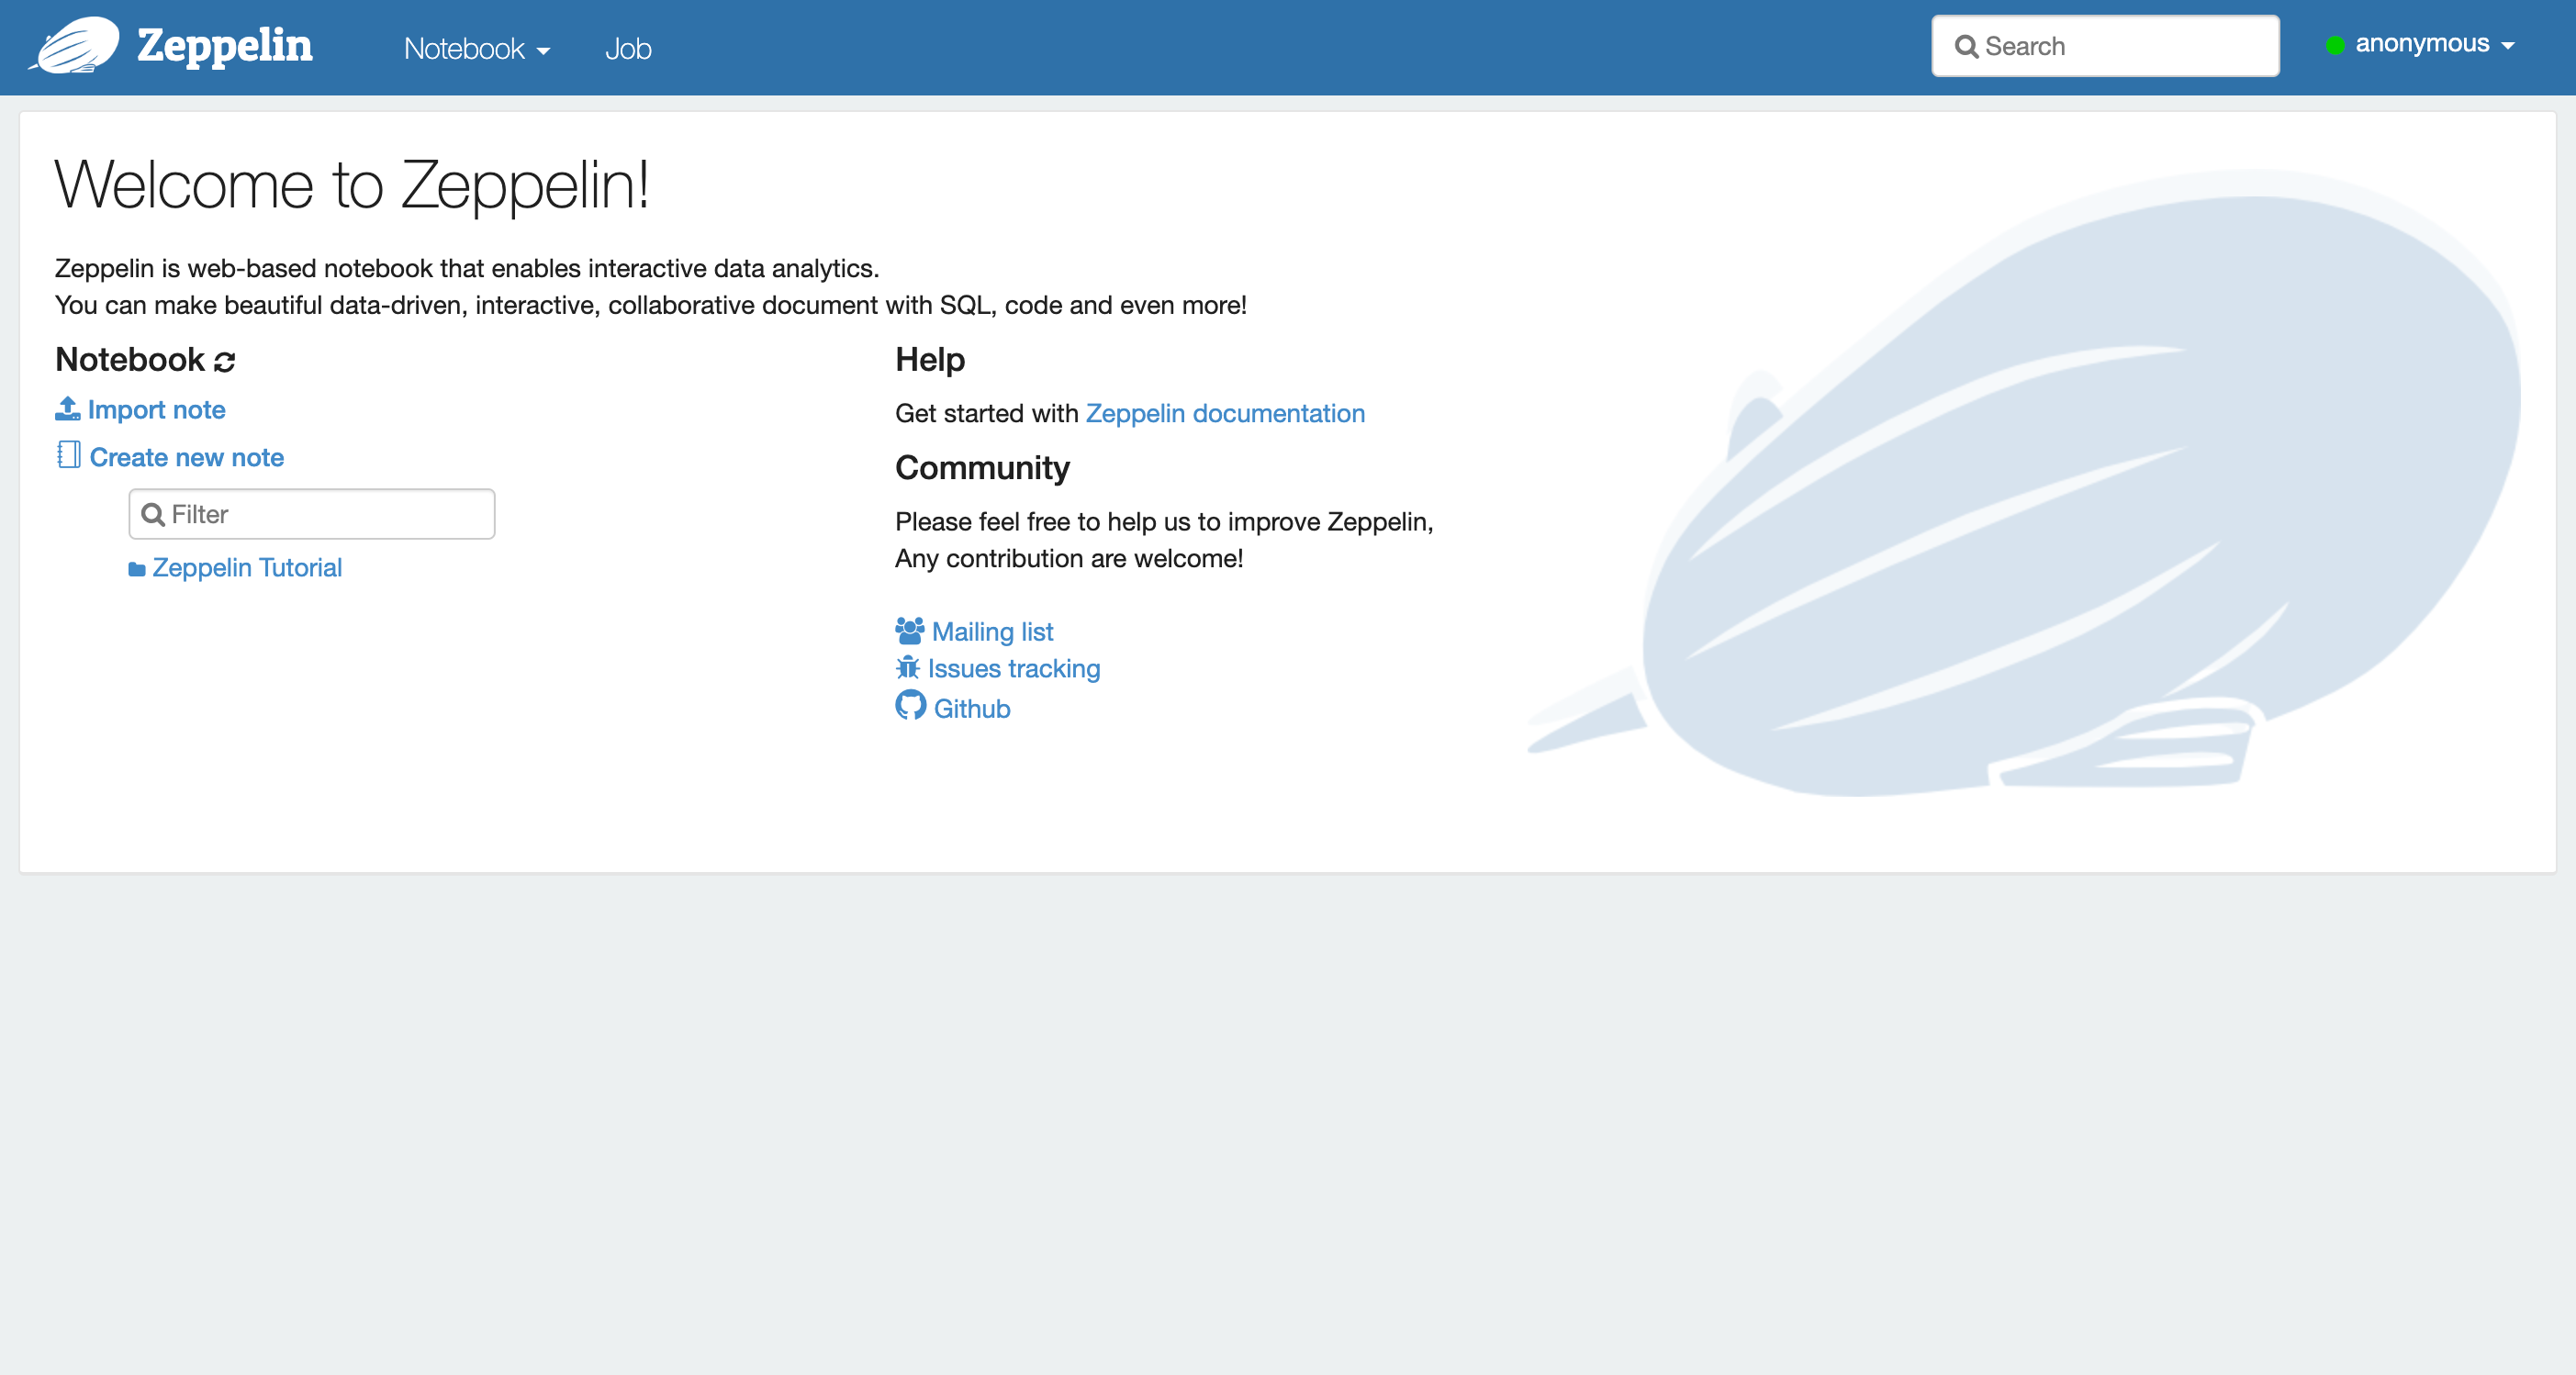 Zeppelin
Notebook
Job
Search
anonymous
Welcome to Zeppelin!
Zeppelin is web-based notebook that enables interactive data analytics.
You can make beautiful data-driven, interactive, collaborative document with SQL, code and even more!
Notebook
Import note
Create new note
Filter
Zeppelin Tutorial
Help
Get started with Zeppelin documentation
Community
Please feel free to help us to improve Zeppelin,
Any contribution are welcome!
Mailing list
Issues tracking
Github